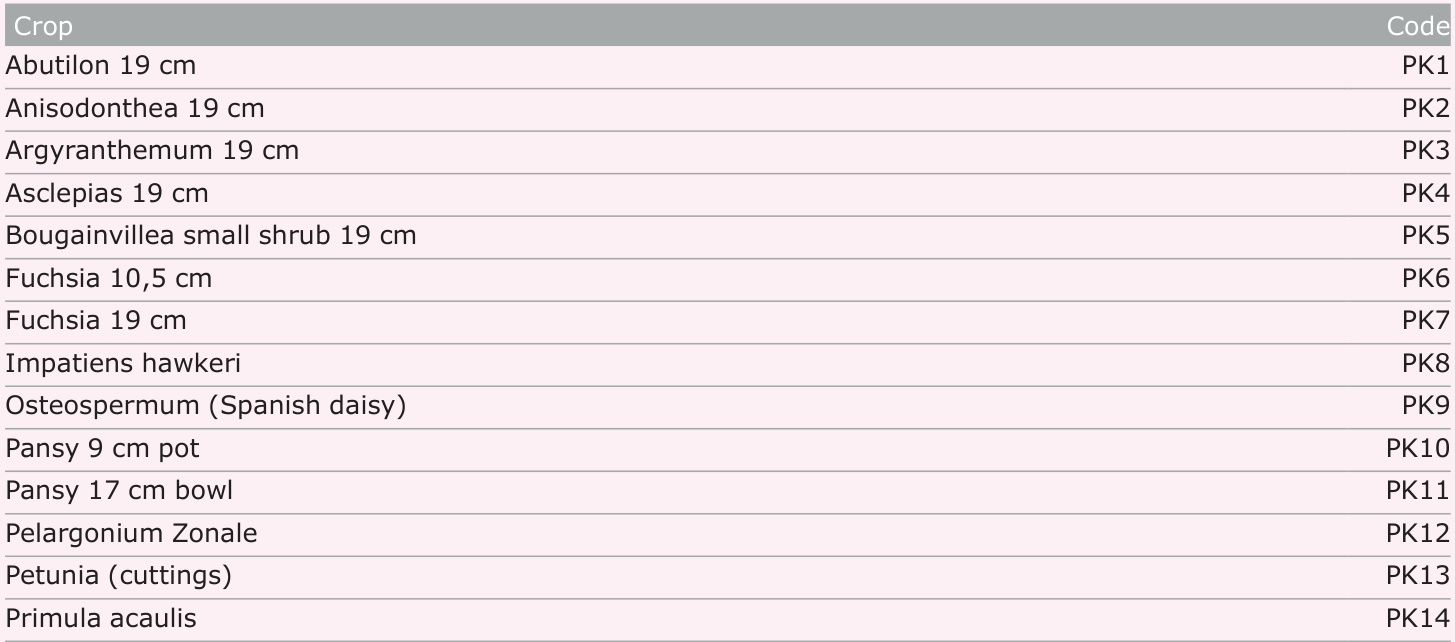 Crop Code
Abutilon 19 cm PK1
Anisodonthea 19 cm PK2
Argyranthemum 19 cm PK3
Asclepias 19 cm PK4
Bougainvillea small shrub 19 cm PK5
Fuchsia 10,5 cm PK6
Fuchsia 19 cm PK7
Impatiens hawkeri PK8
Osteospermum (Spanish daisy) PK9
Pansy 9 cm pot PK10
Pansy 17 cm bowl PK11
Pelargonium Zonale PK12
Petunia (cuttings) PK13
Primula acaulis PK14